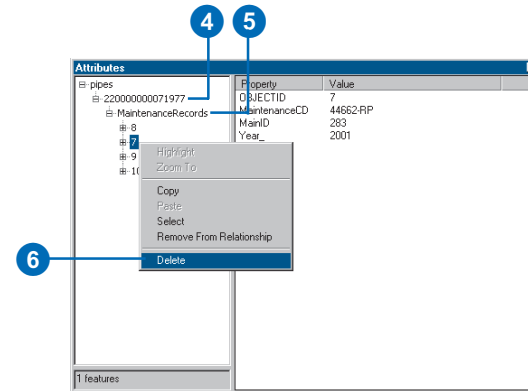 4 5
Attributes
pipes
220000000071977
MaintenanceRecords
8
7
9
10
Property Value
OBJECTID 7
MaintenanceCD 44662-RP
MainID 283
Year_ 2001
Highlight
Zoom To
Copy
Paste
Select
Remove From Relationship
6 Delete
1 features